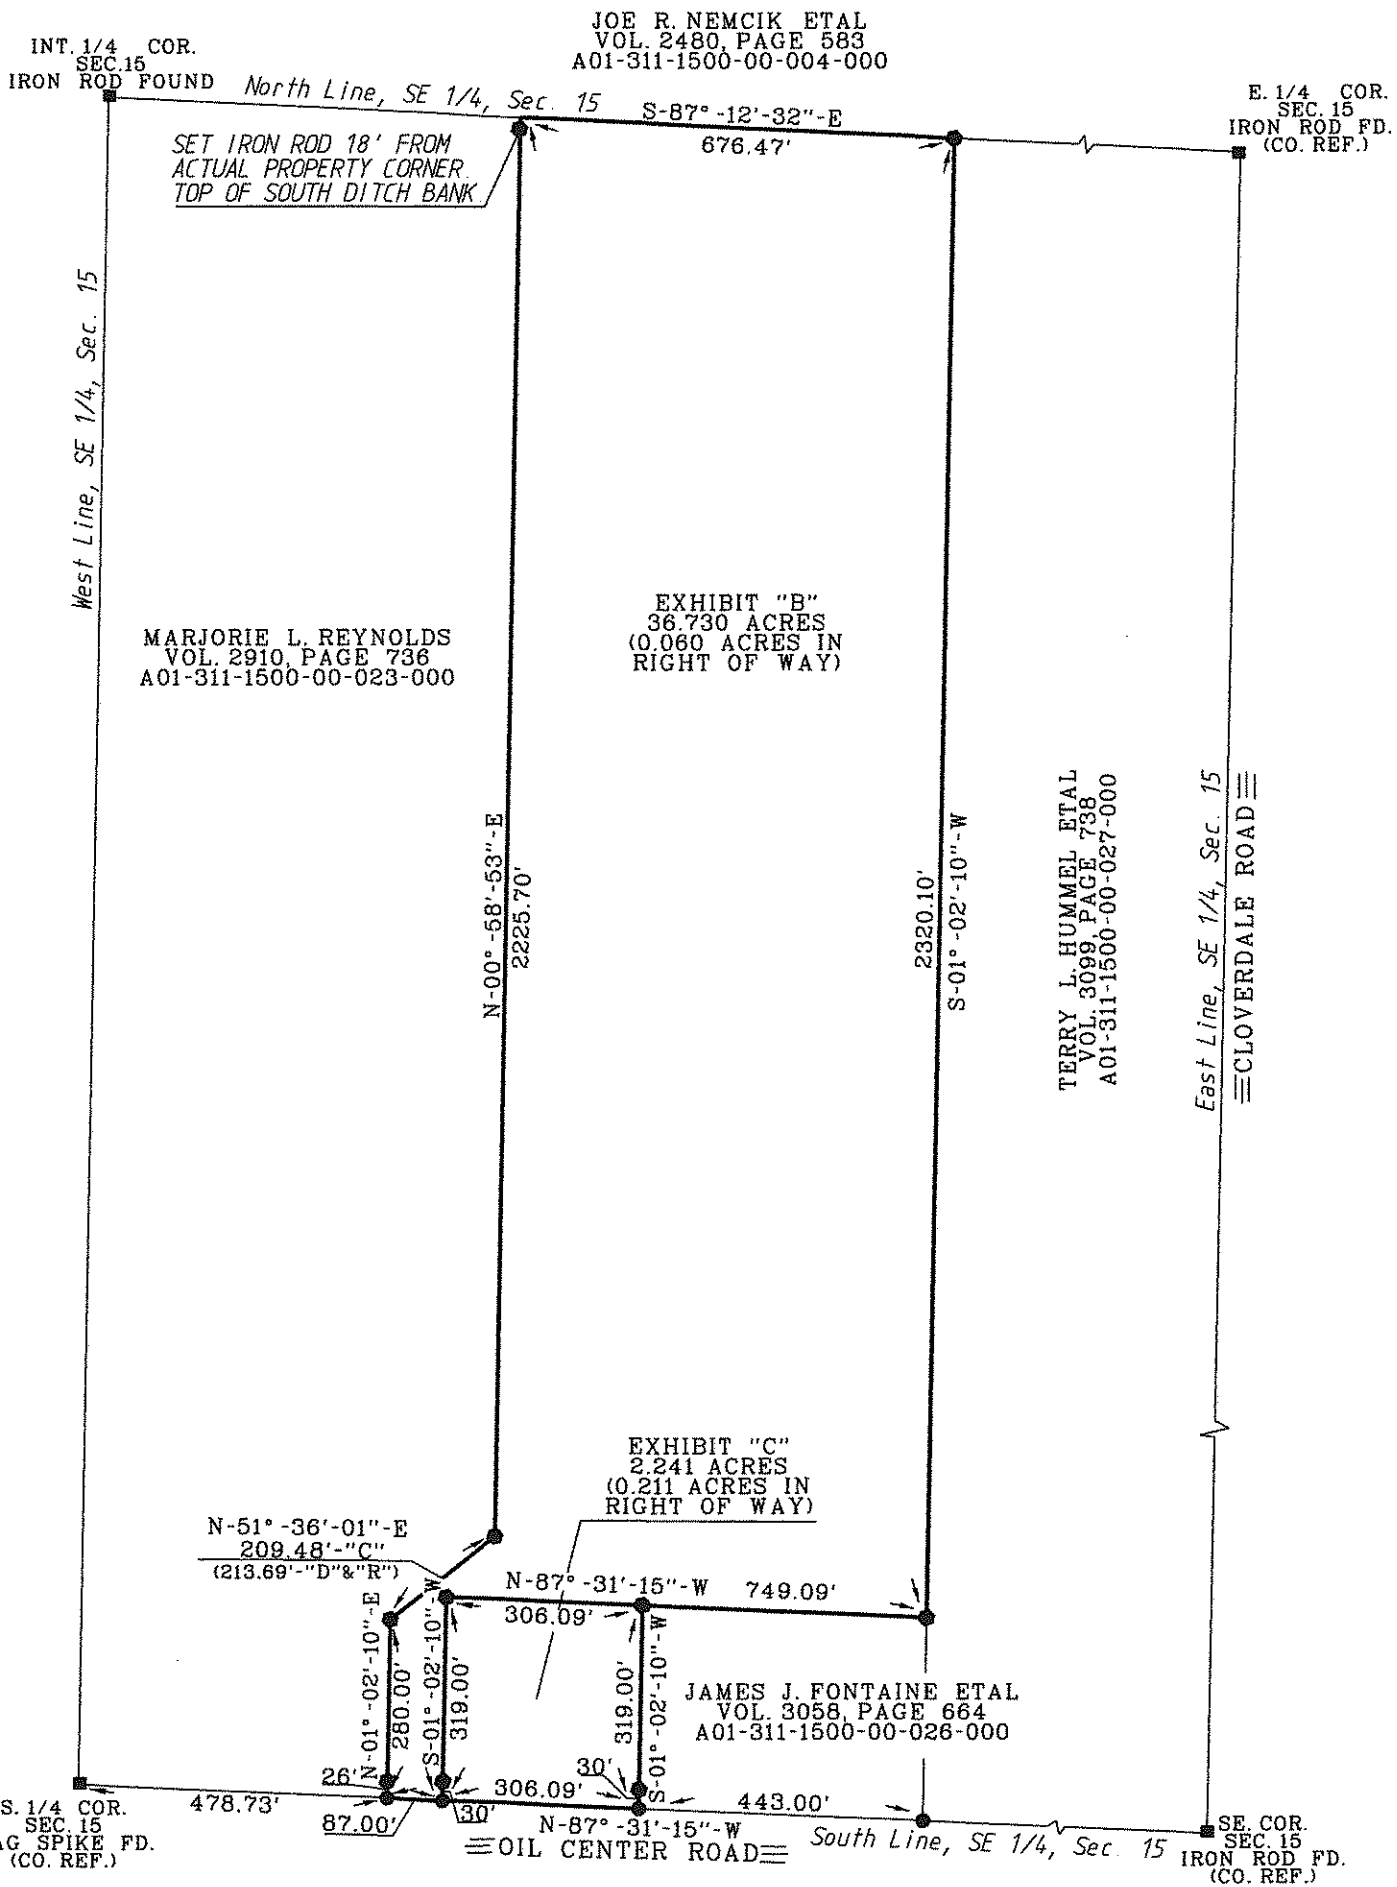 JOE R. NEMCIK ETAL
VOL. 2480, PAGE 583
A01-311-1500-00-004-000
INT. 1/4 COR.
SEC.15
IRON ROD FOUND
North Line, SE 1/4, Sec. 15
S-87°-12'-32"-E
676.47'
E. 1/4 COR.
SEC. 15
IRON ROD FD.
(CO. REF.)
SET IRON ROD 18' FROM
ACTUAL PROPERTY CORNER.
TOP OF SOUTH DITCH BANK
West Line, SE 1/4, Sec. 15
MARJORIE L. REYNOLDS
VOL. 2910, PAGE 736
A01-311-1500-00-023-000
EXHIBIT "B"
36.730 ACRES
(0.060 ACRES IN
RIGHT OF WAY)
N-00°-58'-53"-E
2225.70'
2320.10'
S-01°-02'-10"-W
TERRY L. HUMMEL ETAL
VOL. 3099, PAGE 738
A01-311-1500-00-027-000
East Line, SE 1/4, Sec. 15
CLOVERDALE ROAD
EXHIBIT "C"
2.241 ACRES
(0.211 ACRES IN
RIGHT OF WAY)
N-51°-36'-01"-E
209.48'-"C"
(213.69'-"D"&"R")
N-87°-31'-15"-W
749.09'
306.09'
N-01°-02'-10"-E
280.00'
S-01°-02'-10"-W
319.00'
319.00'
S-01°-02'-10"-W
JAMES J. FONTAINE ETAL
VOL. 3058, PAGE 664
A01-311-1500-00-026-000
26'
30'
306.09'
478.73'
443.00'
87.00'
30'
N-87°-31'-15"-W
OIL CENTER ROAD
South Line, SE 1/4, Sec. 15
S. 1/4 COR.
SEC. 15
AG SPIKE FD.
(CO. REF.)
SE. COR.
SEC. 15
IRON ROD FD.
(CO. REF.)